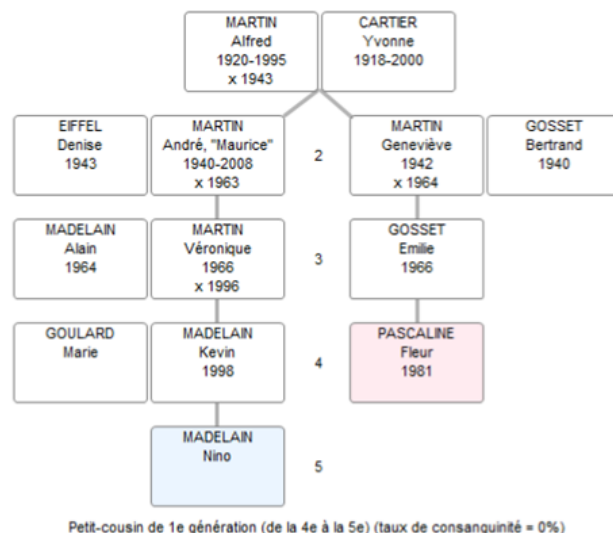 MARTIN
Alfred
1920-1995
x 1943
CARTIER
Yvonne
1918-2000
EIFFEL
Denise
1943
MARTIN
André, "Maurice"
1940-2008
x 1963
2
MARTIN
Geneviève
1942
x 1964
GOSSET
Bertrand
1940
MADELAIN
Alain
1964
MARTIN
Véronique
1966
x 1996
3
GOSSET
Emilie
1966
GOULARD
Marie
MADELAIN
Kevin
1998
4
PASCALINE
Fleur
1981
MADELAIN
Nino
5
Petit-cousin de 1e génération (de la 4e à la 5e) (taux de consanguinité = 0%)